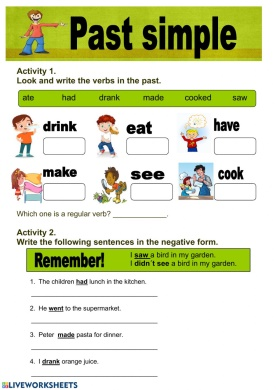 Past simple
Activity 1.
Look and write the verbs in the past.
ate had drank made cooked saw
drink eat have
make see cook
Which one is a regular verb? ______________.
Activity 2.
Write the following sentences in the negative form.
Remember!
I saw a bird in my garden.
I didn´t see a bird in my garden.
1. The children had lunch in the kitchen.
2. He went to the supermarket.
3. Peter made pasta for dinner.
4. I drank orange juice.
LIVEWORKSHEETS